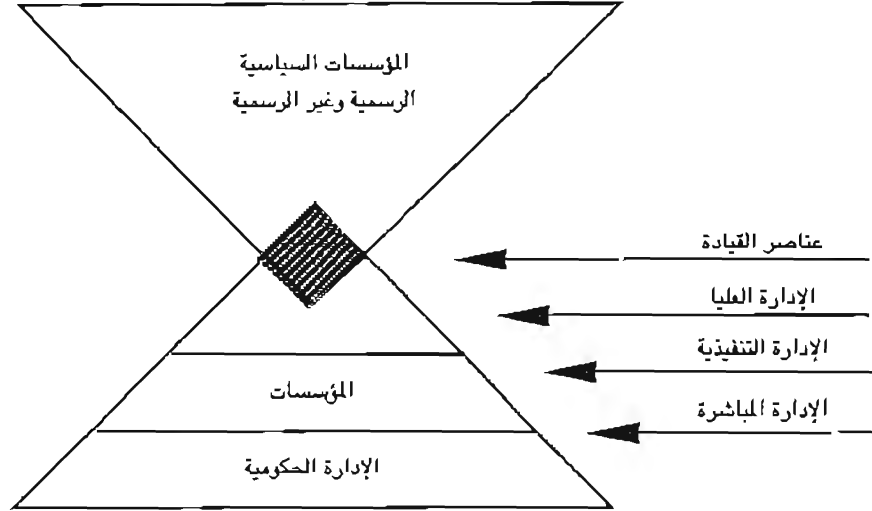 المؤسسات السياسية
الرسمية وغير الرسمية
عناصر القيادة
الإدارة العليا
الإدارة التنفيذية
المؤسسات
الإدارة المباشرة
الإدارة الحكومية